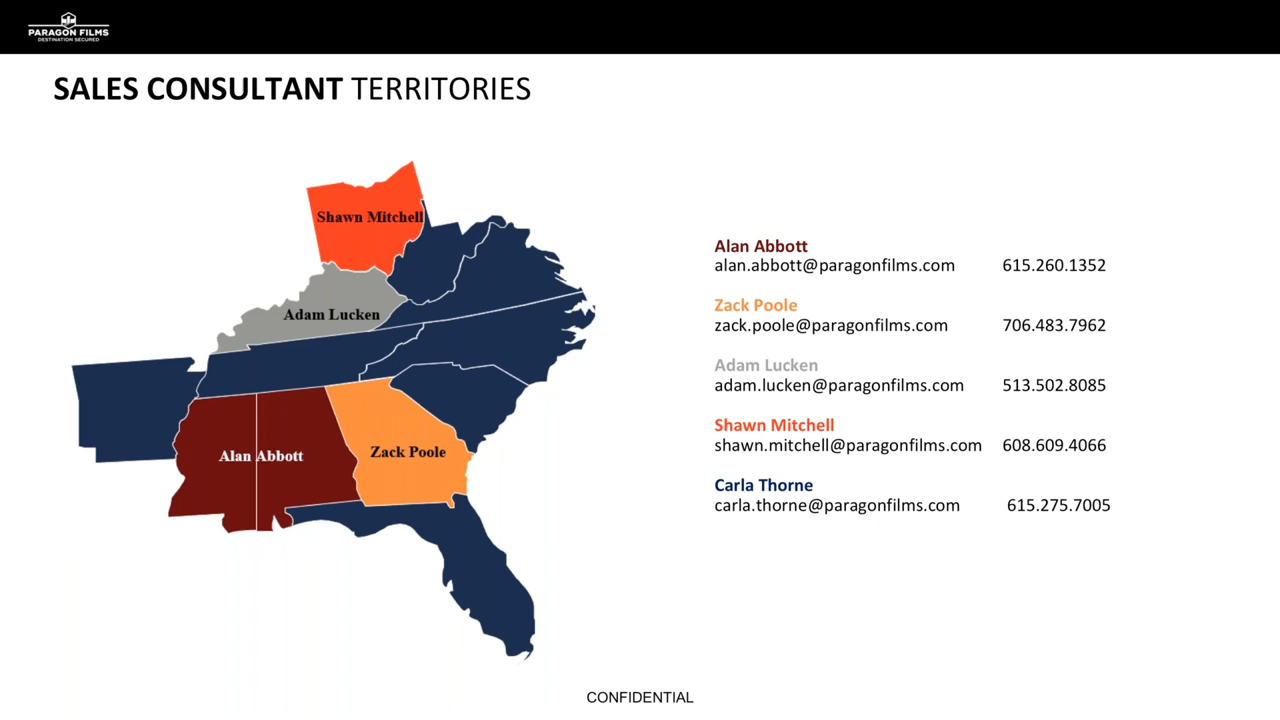 PARAGON FILMS
DESTINATION SECURED
SALES CONSULTANT TERRITORIES
Shawn Mitchell
Adam Lucken
Alan Abbott
Zack Poole
Alan Abbott
alan.abbott@paragonfilms.com 615.260.1352
Zack Poole
zack.poole@paragonfilms.com 706.483.7962
Adam Lucken
adam.lucken@paragonfilms.com 513.502.8085
Shawn Mitchell
shawn.mitchell@paragonfilms.com 608.609.4066
Carla Thorne
carla.thorne@paragonfilms.com 615.275.7005
CONFIDENTIAL